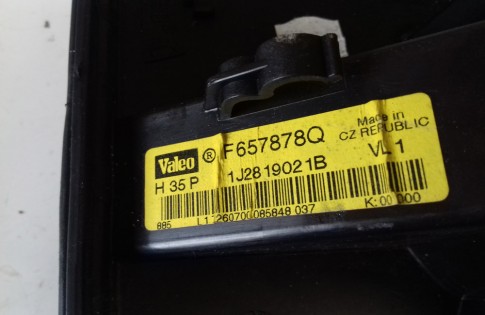 Valeo ® F657878Q Made in
CZ REPUBLIC
H 35 P 1J2819021B VL 1
885 L1 260700085848 037 K:00 000